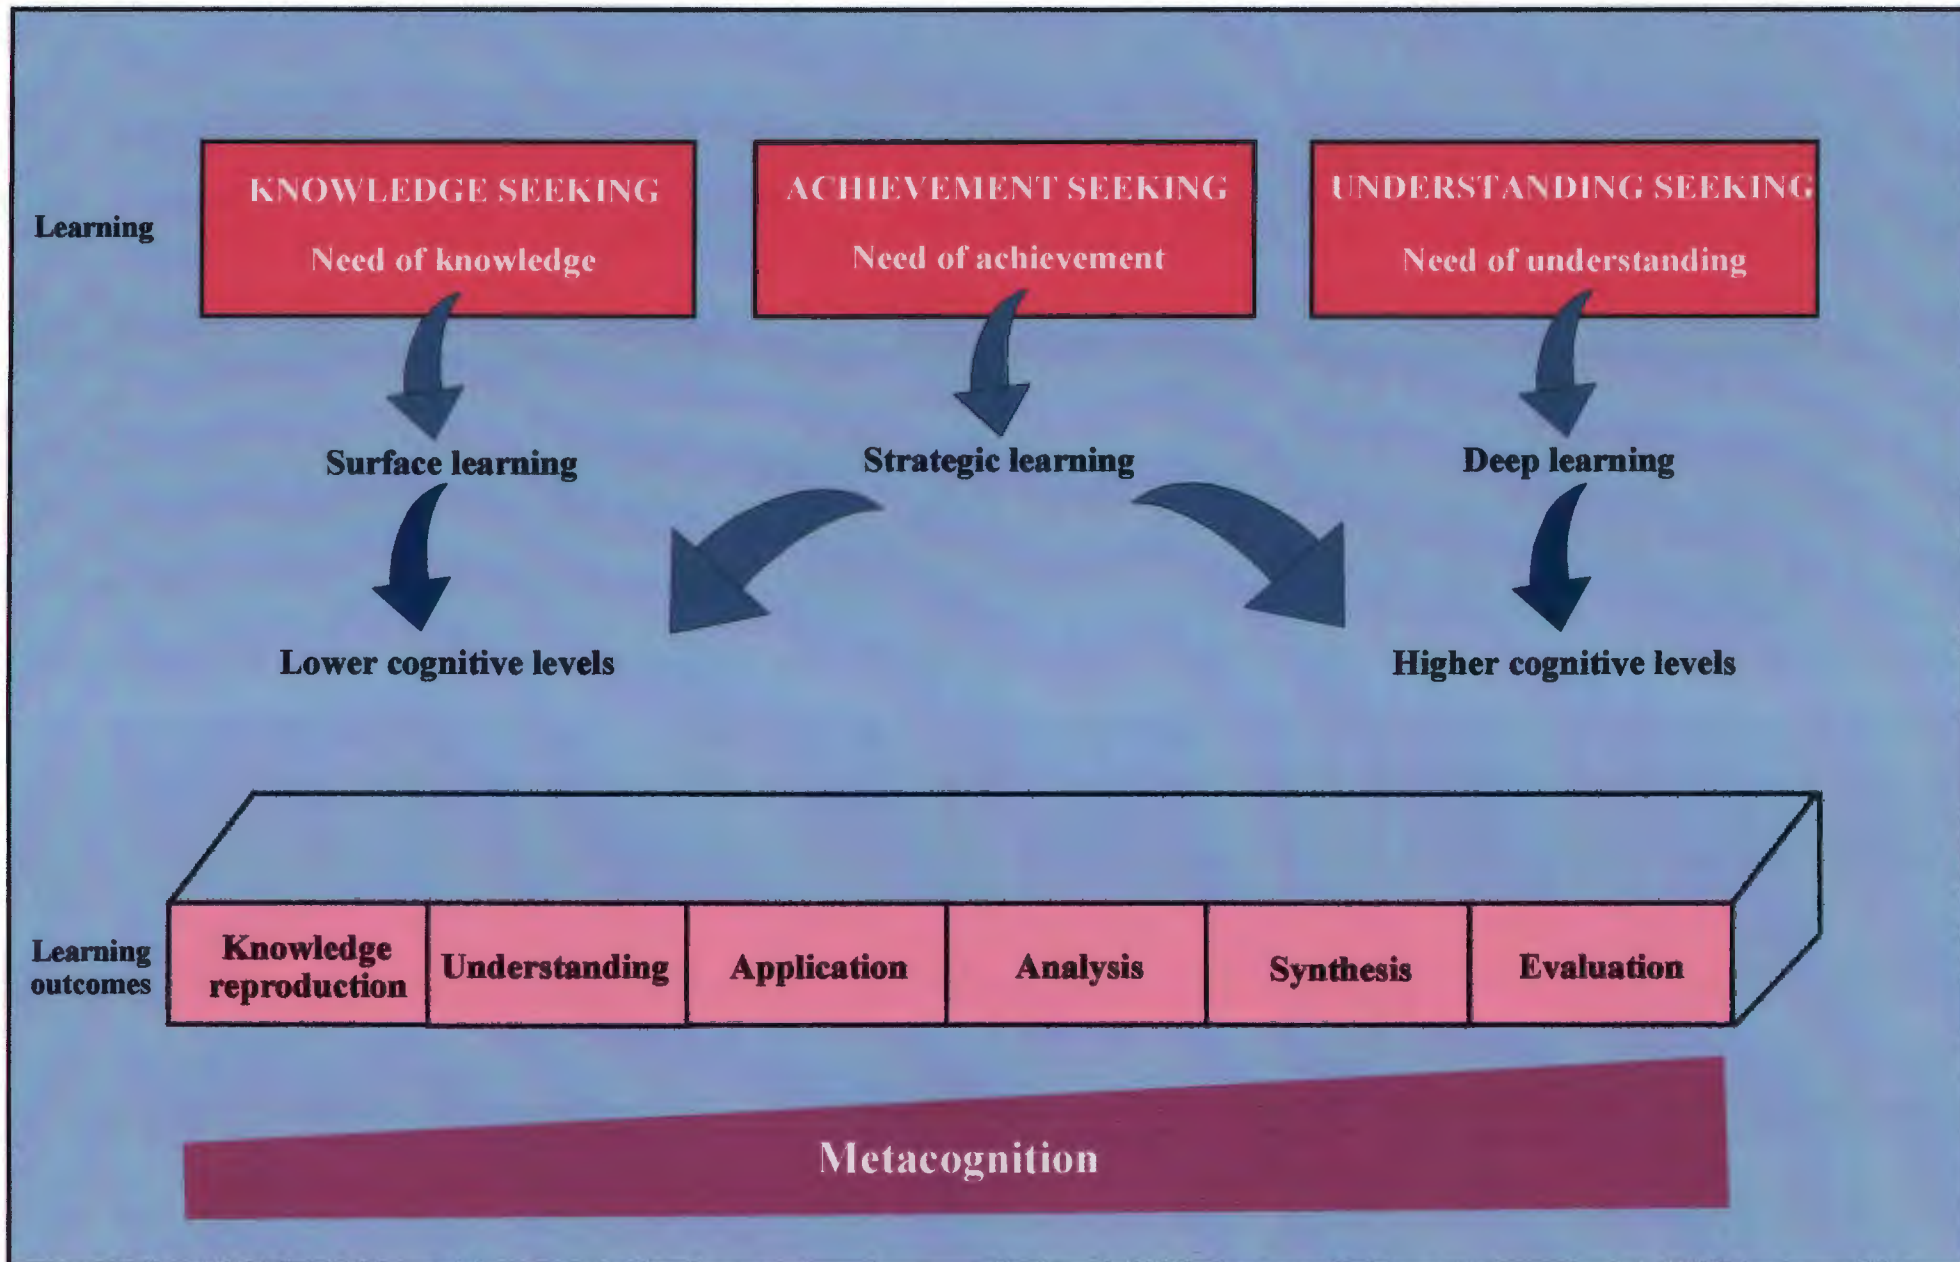 KNOWLEDGE SEEKING
Need of knowledge
ACHIEVEMENT SEEKING
Need of achievement
UNDERSTANDING SEEKING
Need of understanding
Learning
Surface learning
Strategic learning
Deep learning
Lower cognitive levels
Higher cognitive levels
Learning
outcomes
Knowledge
reproduction
Understanding
Application
Analysis
Synthesis
Evaluation
Metacognition